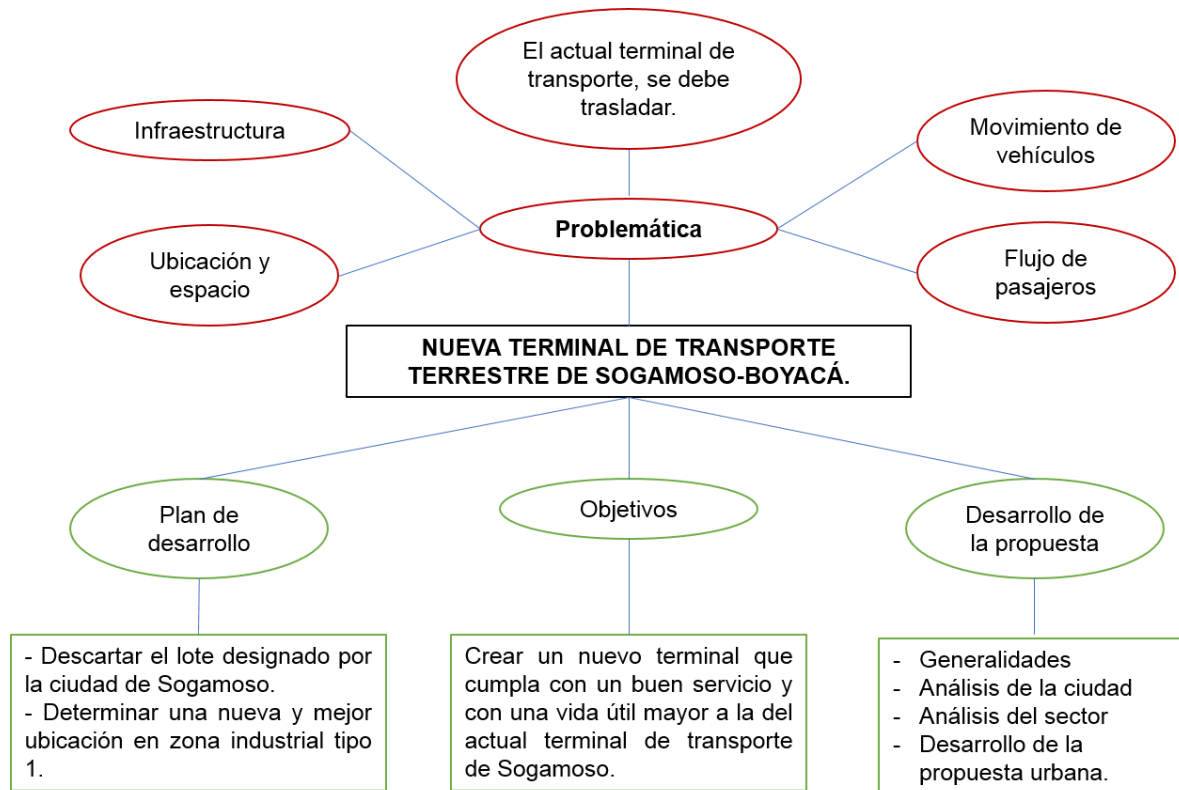 El actual terminal de
transporte, se debe
trasladar.
Infraestructura
Movimiento de
vehículos
Problemática
Ubicación y
espacio
Flujo de
pasajeros
NUEVA TERMINAL DE TRANSPORTE
TERRESTRE DE SOGAMOSO-BOYACÁ.
Plan de
desarrollo
Objetivos
Desarrollo de
la propuesta
- Descartar el lote designado por
la ciudad de Sogamoso.
- Determinar una nueva y mejor
ubicación en zona industrial tipo
1.
Crear un nuevo terminal que
cumpla con un buen servicio y
con una vida útil mayor a la del
actual terminal de transporte
de Sogamoso.
- Generalidades
- Análisis de la ciudad
- Análisis del sector
- Desarrollo de la
propuesta urbana.